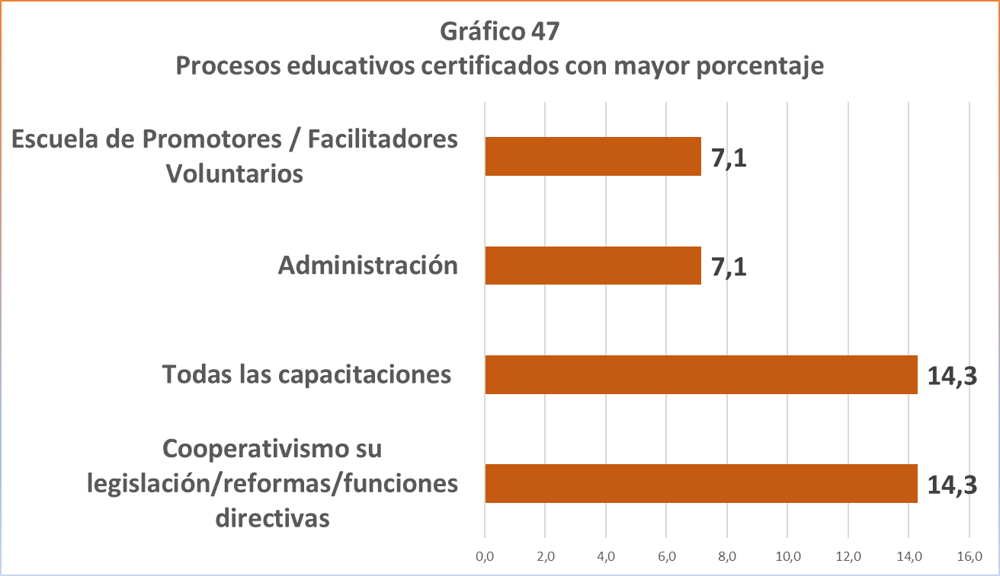 Gráfico 47
Procesos educativos certificados con mayor porcentaje
Escuela de Promotores / Facilitadores
Voluntarios
7,1
Administración
7,1
Todas las capacitaciones
14,3
Cooperativismo su
legislación/reformas/funciones
directivas
14,3
0,0 2,0 4,0 6,0 8,0 10,0 12,0 14,0 16,0